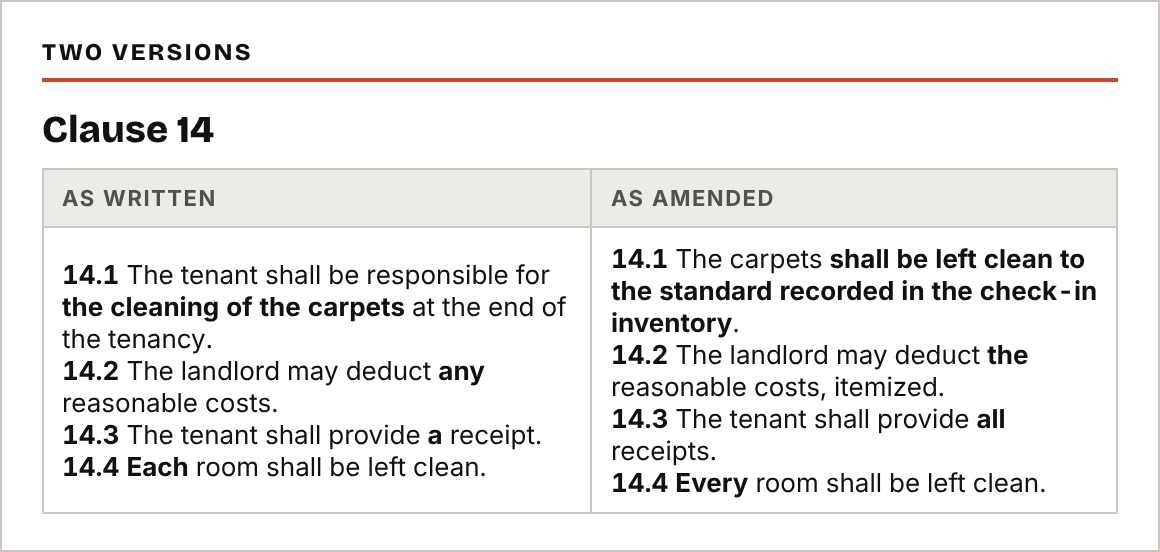 TWO VERSIONS
Clause 14
AS WRITTEN
14.1 The tenant shall be responsible for
the cleaning of the carpets at the end of
the tenancy.
14.2 The landlord may deduct any
reasonable costs.
14.3 The tenant shall provide a receipt.
14.4 Each room shall be left clean.
AS AMENDED
14.1 The carpets shall be left clean to
the standard recorded in the check-in
inventory.
14.2 The landlord may deduct the
reasonable costs, itemized.
14.3 The tenant shall provide all
receipts.
14.4 Every room shall be left clean.